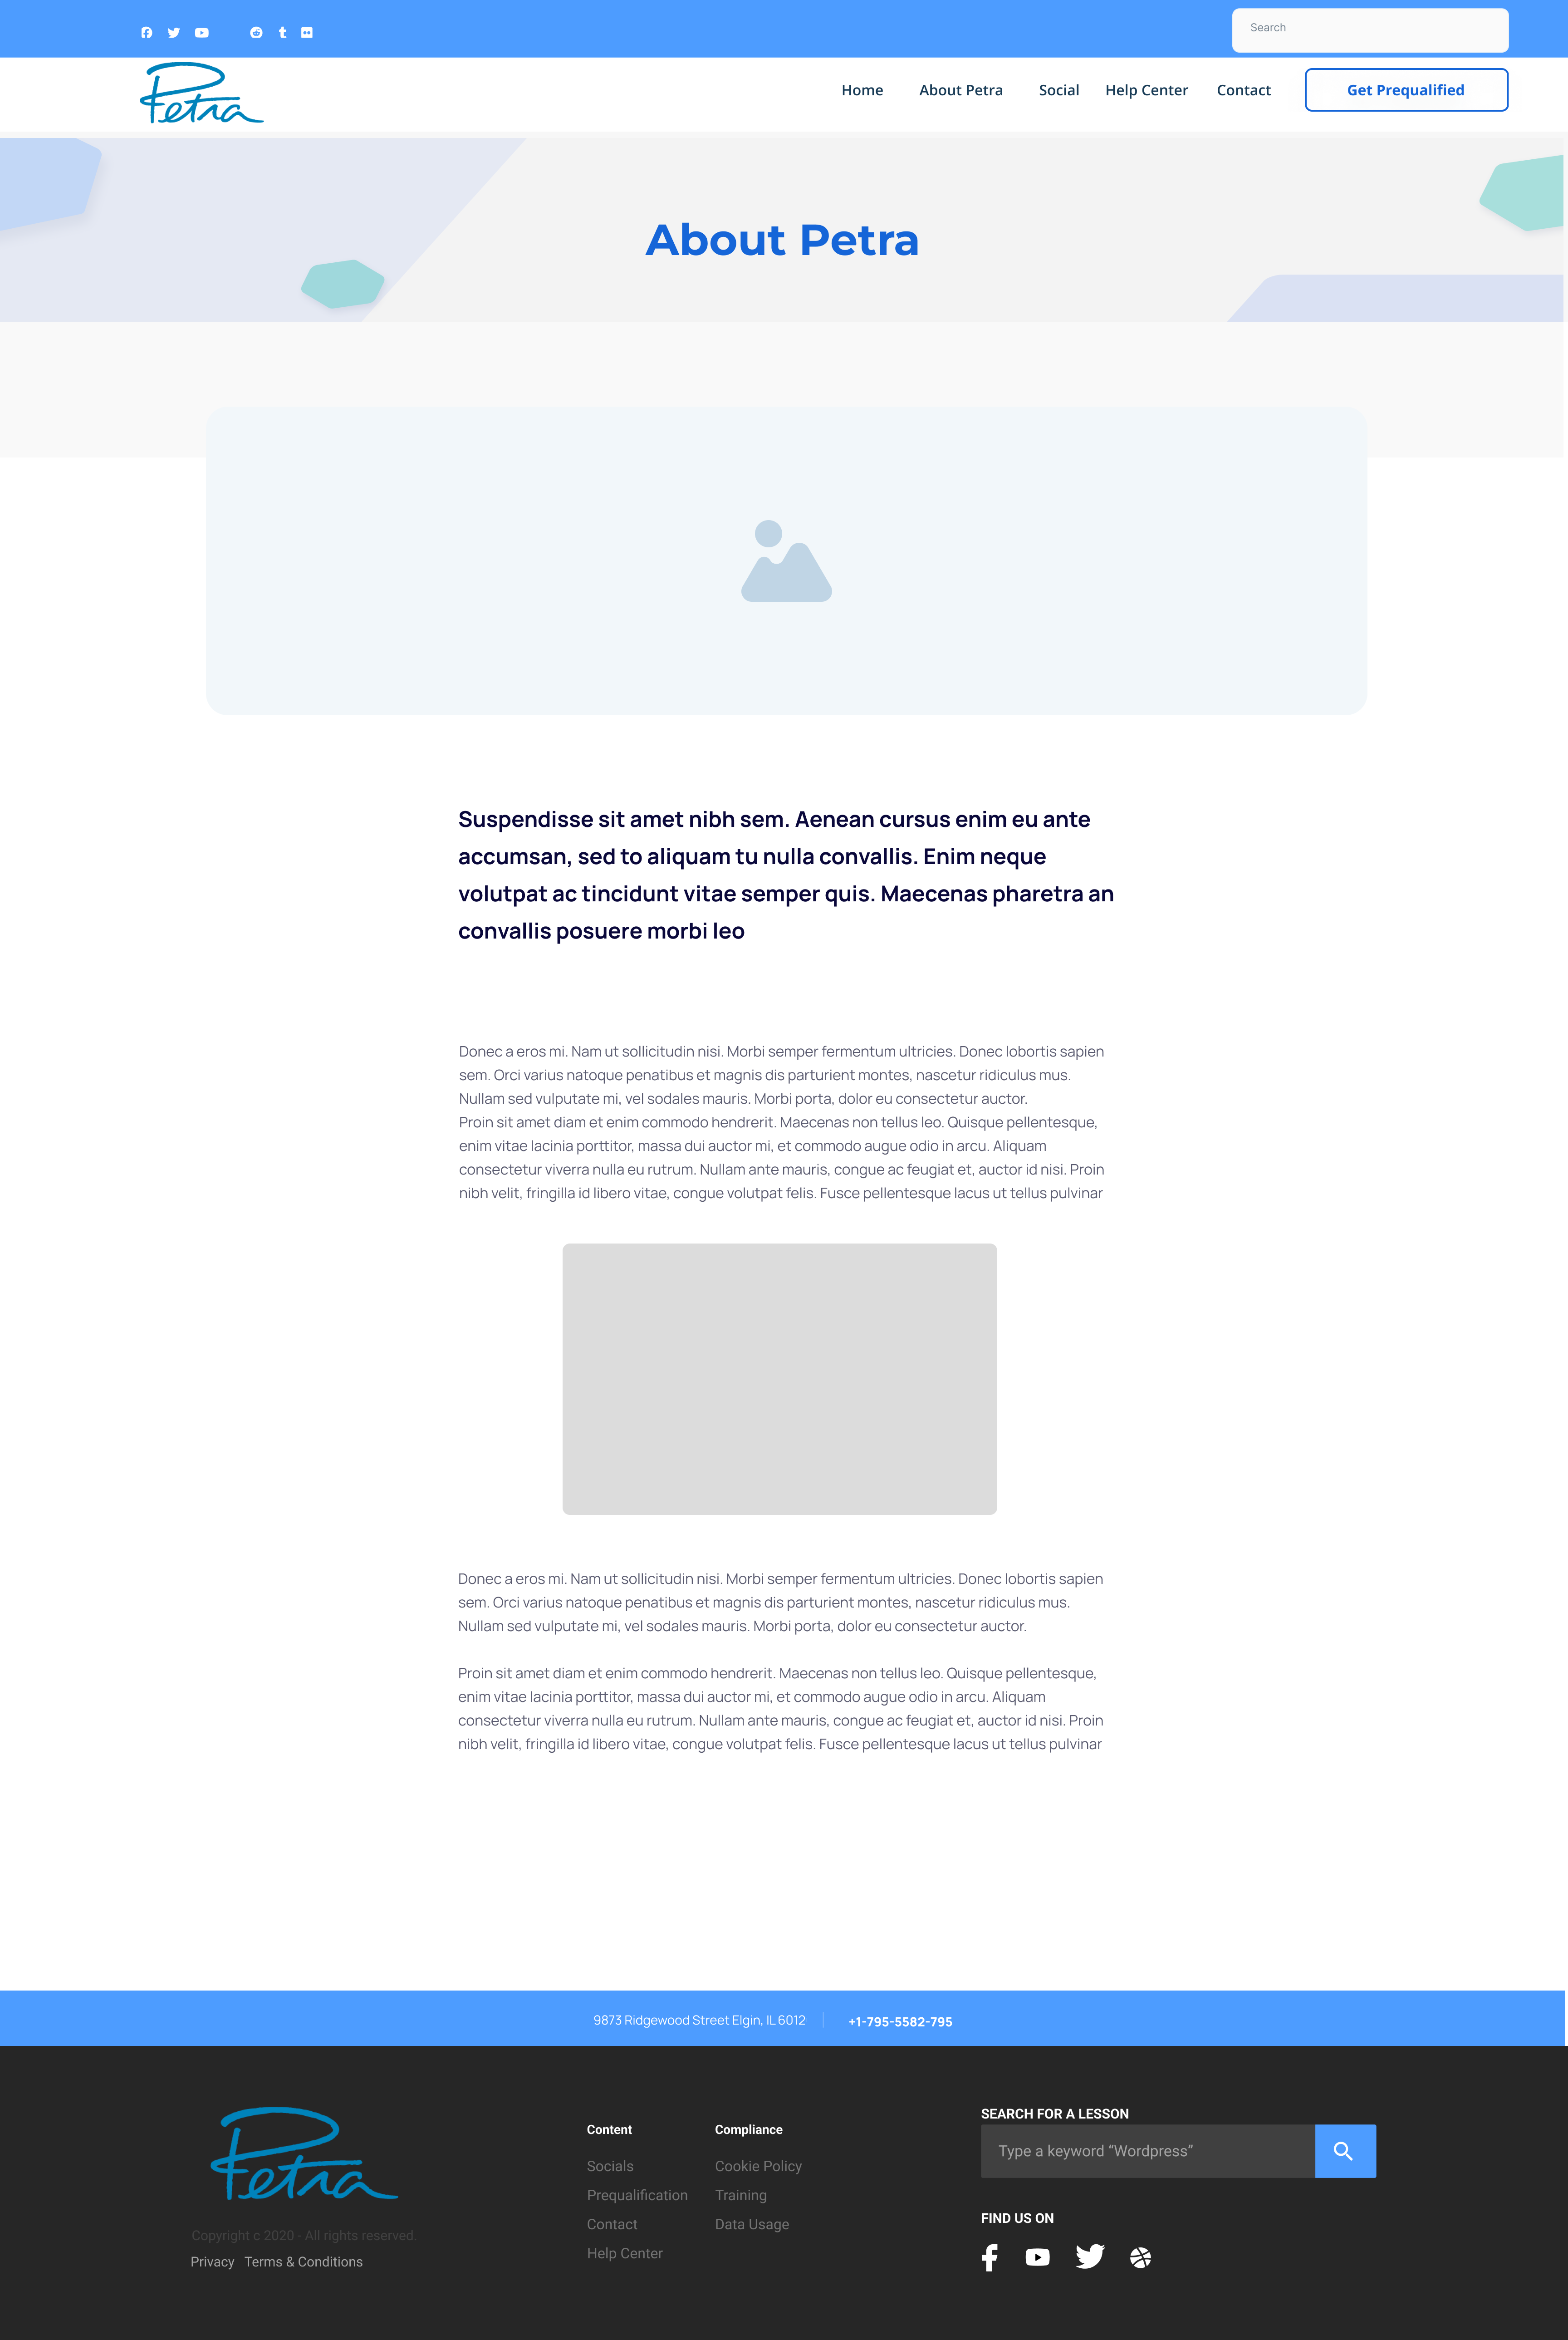 Search
Petra
Home About Petra Social Help Center Contact Get Prequalified
About Petra
Suspendisse sit amet nibh sem. Aenean cursus enim eu ante
accumsan, sed to aliquam tu nulla convallis. Enim neque
volutpat ac tincidunt vitae semper quis. Maecenas pharetra an
convallis posuere morbi leo
Donec a eros mi. Nam ut sollicitudin nisi. Morbi semper fermentum ultricies. Donec lobortis sapien
sem. Orci varius natoque penatibus et magnis dis parturient montes, nascetur ridiculus mus.
Nullam sed vulputate mi, vel sodales mauris. Morbi porta, dolor eu consectetur auctor.
Proin sit amet diam et enim commodo hendrerit. Maecenas non tellus leo. Quisque pellentesque,
enim vitae lacinia porttitor, massa dui auctor mi, et commodo augue odio in arcu. Aliquam
consectetur viverra nulla eu rutrum. Nullam ante mauris, congue ac feugiat et, auctor id nisi. Proin
nibh velit, fringilla id libero vitae, congue volutpat felis. Fusce pellentesque lacus ut tellus pulvinar
Donec a eros mi. Nam ut sollicitudin nisi. Morbi semper fermentum ultricies. Donec lobortis sapien
sem. Orci varius natoque penatibus et magnis dis parturient montes, nascetur ridiculus mus.
Nullam sed vulputate mi, vel sodales mauris. Morbi porta, dolor eu consectetur auctor.
Proin sit amet diam et enim commodo hendrerit. Maecenas non tellus leo. Quisque pellentesque,
enim vitae lacinia porttitor, massa dui auctor mi, et commodo augue odio in arcu. Aliquam
consectetur viverra nulla eu rutrum. Nullam ante mauris, congue ac feugiat et, auctor id nisi. Proin
nibh velit, fringilla id libero vitae, congue volutpat felis. Fusce pellentesque lacus ut tellus pulvinar
9873 Ridgewood Street Elgin, IL 6012 +1-795-5582-795
Petra
Copyright c 2020 - All rights reserved.
Privacy Terms & Conditions
Content
Socials
Prequalification
Contact
Help Center
Compliance
Cookie Policy
Training
Data Usage
SEARCH FOR A LESSON
Type a keyword “Wordpress”
FIND US ON